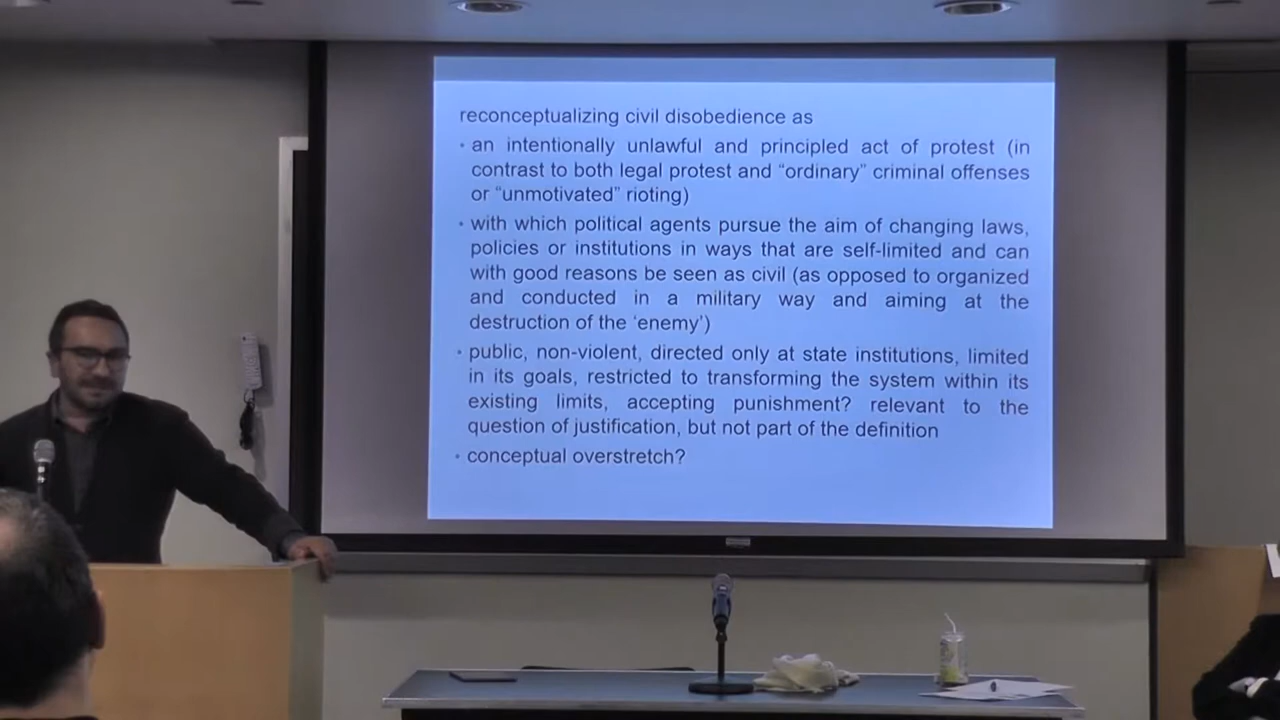 reconceptualizing civil disobedience as
• an intentionally unlawful and principled act of protest (in
contrast to both legal protest and “ordinary” criminal offenses
or “unmotivated” rioting)
• with which political agents pursue the aim of changing laws,
policies or institutions in ways that are self-limited and can
with good reasons be seen as civil (as opposed to organized
and conducted in a military way and aiming at the
destruction of the ‘enemy’)
• public, non-violent, directed only at state institutions, limited
in its goals, restricted to transforming the system within its
existing limits, accepting punishment? relevant to the
question of justification, but not part of the definition
• conceptual overstretch?